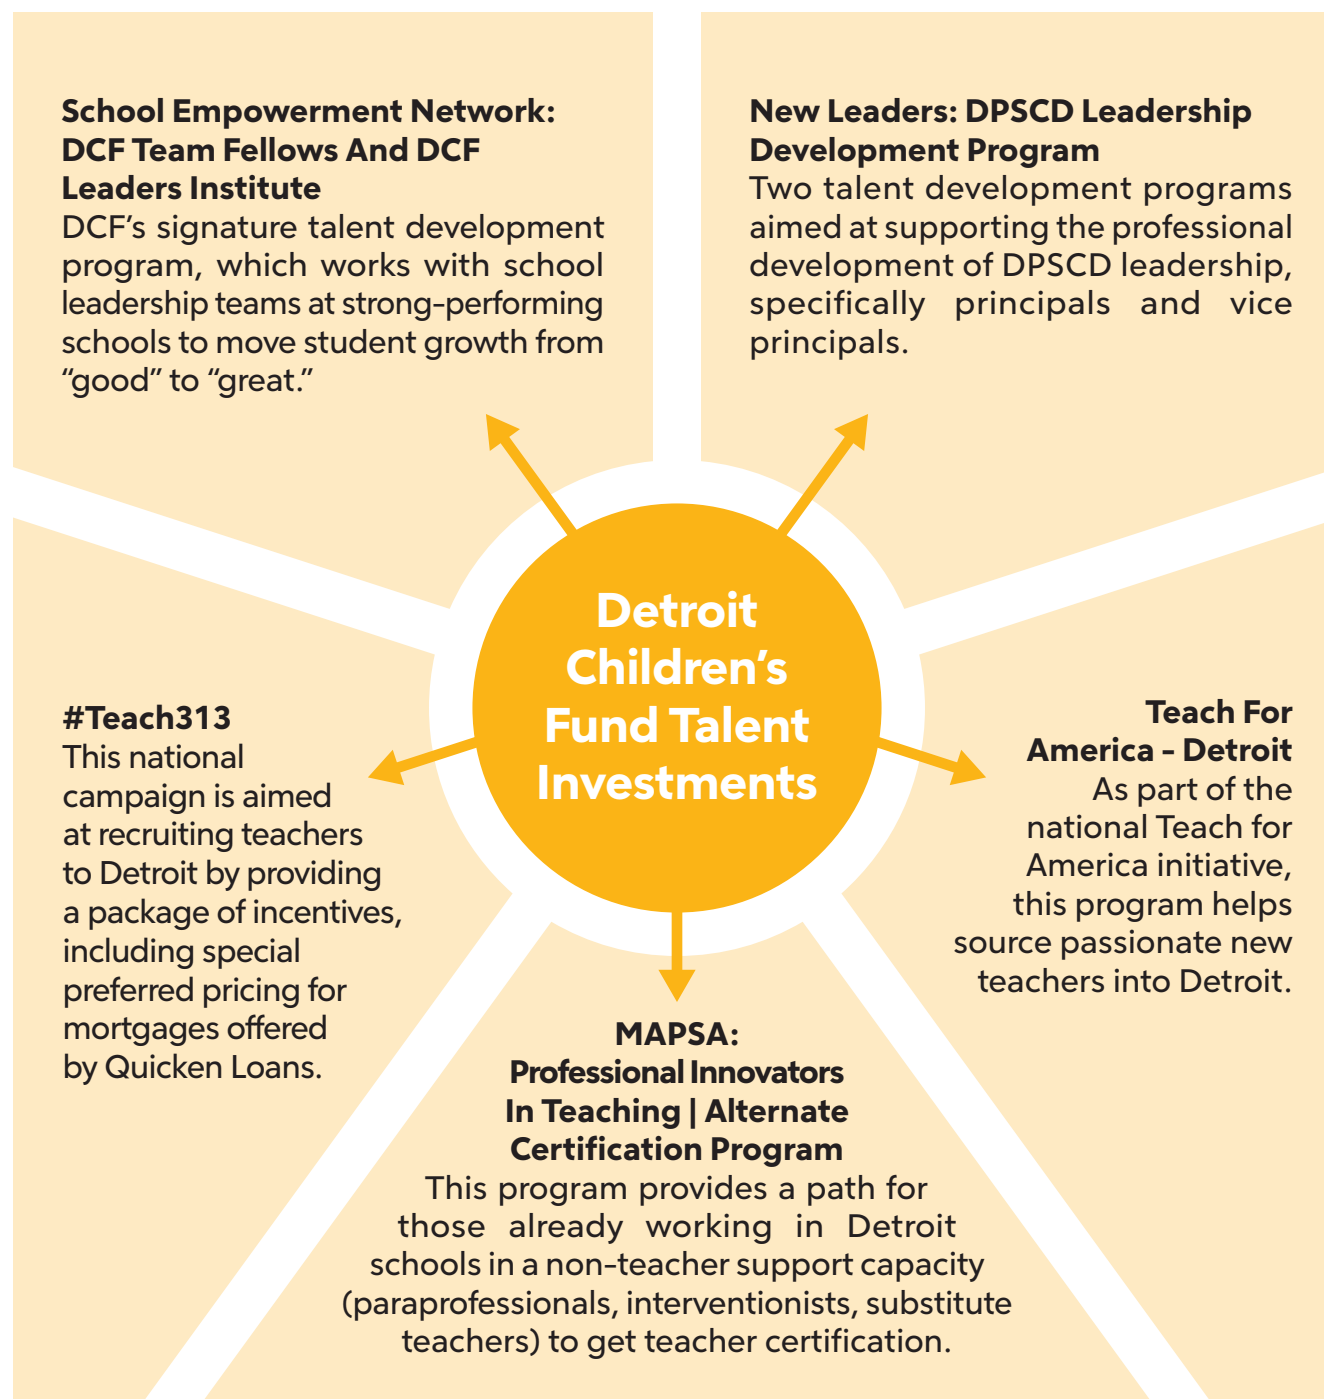 School Empowerment Network:
DCF Team Fellows And DCF
Leaders Institute
DCF’s signature talent development
program, which works with school
leadership teams at strong-performing
schools to move student growth from
“good” to “great.”
New Leaders: DPSCD Leadership
Development Program
Two talent development programs
aimed at supporting the professional
development of DPSCD leadership,
specifically principals and vice
principals.
Detroit
Children’s
Fund Talent
Investments
#Teach313
This national
campaign is aimed
at recruiting teachers
to Detroit by providing
a package of incentives,
including special
preferred pricing for
mortgages offered
by Quicken Loans.
Teach For
America - Detroit
As part of the
national Teach for
America initiative,
this program helps
source passionate new
teachers into Detroit.
MAPSA:
Professional Innovators
In Teaching | Alternate
Certification Program
This program provides a path for
those already working in Detroit
schools in a non-teacher support capacity
(paraprofessionals, interventionists, substitute
teachers) to get teacher certification.